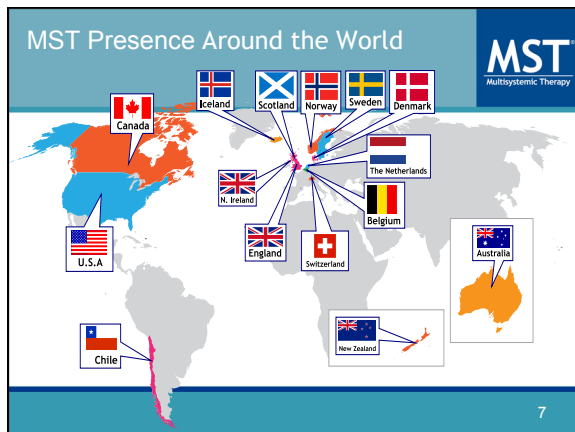 MST Presence Around the World
MST®
Multisystemic Therapy
Iceland
Scotland
Norway
Sweden
Denmark
Canada
The Netherlands
N. Ireland
Belgium
England
Switzerland
U.S.A
Australia
New Zealand
Chile
7